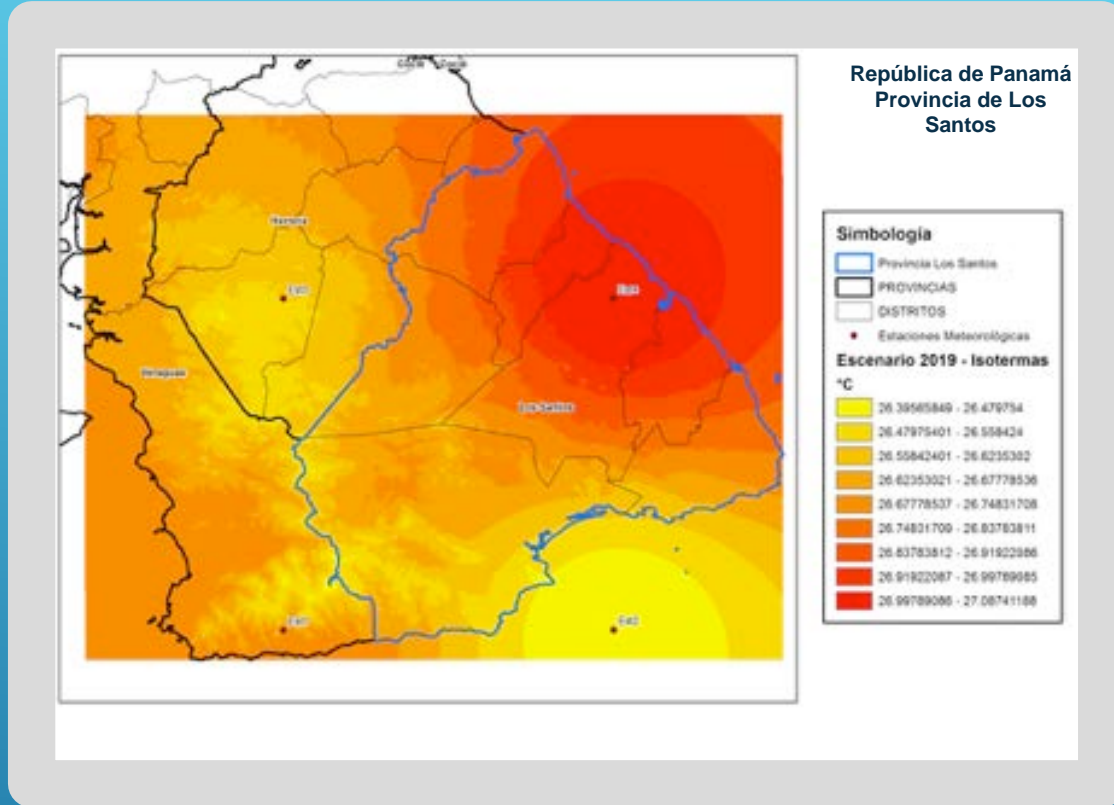 República de Panamá
Provincia de Los
Santos
Coclé Coclé
Herrera
Veraguas
Los Santos
Simbología
Provincia Los Santos
PROVINCIAS
DISTRITOS
Estaciones Meteorológicas
Escenario 2019 - Isotermas
°C
26.39565849 - 26.479754
26.47975401 - 26.558424
26.55842401 - 26.6235302
26.62353021 - 26.67778536
26.67778537 - 26.74831708
26.74831709 - 26.83783811
26.83783812 - 26.91922086
26.91922087 - 26.99789085
26.99789086 - 27.08741188